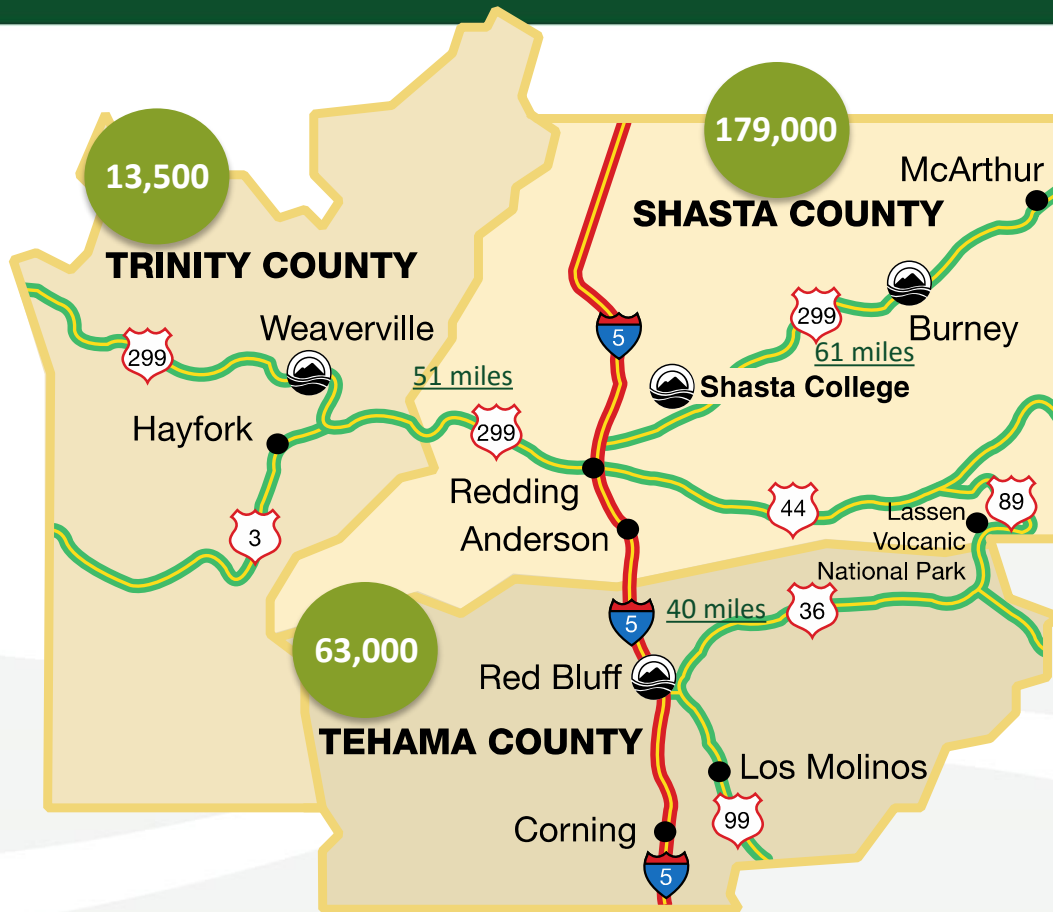 179,000
13,500
McArthur
SHASTA COUNTY
TRINITY COUNTY
299
5
Weaverville
Burney
299
61 miles
51 miles
Shasta College
Hayfork
299
Redding
44
89
Lassen
Volcanic
National Park
3
Anderson
5
40 miles
36
63,000
Red Bluff
TEHAMA COUNTY
Los Molinos
99
Corning
5